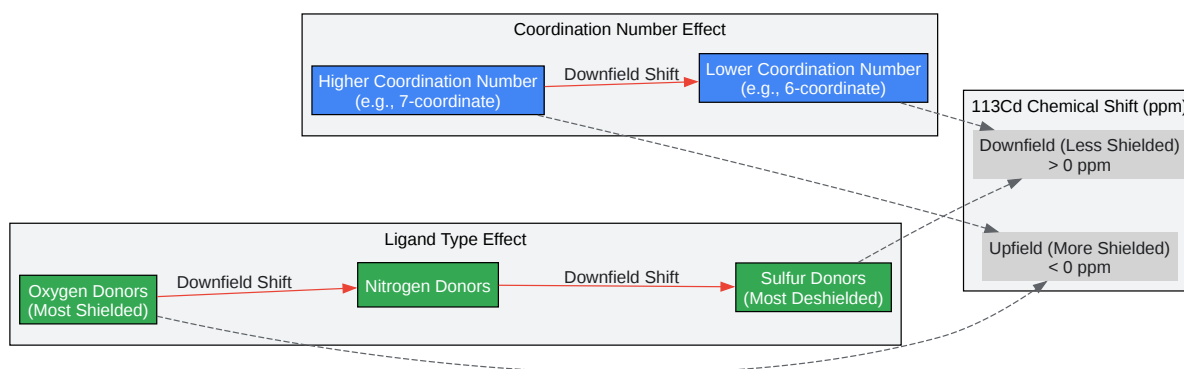 Coordination Number Effect
Higher Coordination Number
(e.g., 7-coordinate)
Downfield Shift
Lower Coordination Number
(e.g., 6-coordinate)
113Cd Chemical Shift (ppm)
Downfield (Less Shielded)
> 0 ppm
Upfield (More Shielded)
< 0 ppm
Ligand Type Effect
Oxygen Donors
(Most Shielded)
Downfield Shift
Nitrogen Donors
Downfield Shift
Sulfur Donors
(Most Deshielded)